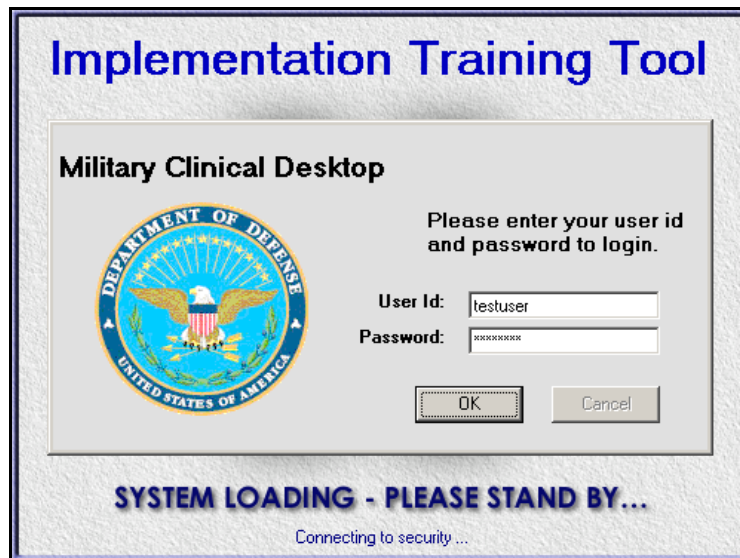 Implementation Training Tool
Military Clinical Desktop
DEPARTMENT OF DEFENSE
UNITED STATES OF AMERICA
Please enter your user id
and password to login.
User Id: testuser
Password: ××××××××
OK Cancel
SYSTEM LOADING - PLEASE STAND BY...
Connecting to security ...